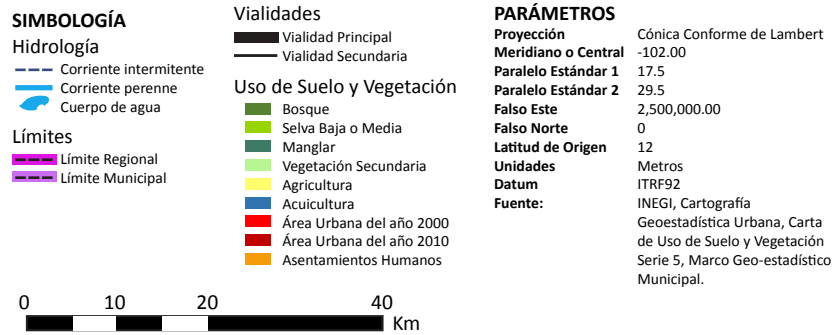 SIMBOLOGÍA
Hidrología
Corriente intermitente
Corriente perenne
Cuerpo de agua
Límites
Límite Regional
Límite Municipal
Vialidades
Vialidad Principal
Vialidad Secundaria
Uso de Suelo y Vegetación
Bosque
Selva Baja o Media
Manglar
Vegetación Secundaria
Agricultura
Acuicultura
Área Urbana del año 2000
Área Urbana del año 2010
Asentamientos Humanos
PARÁMETROS
Proyección Cónica Conforme de Lambert
Meridiano o Central -102.00
Paralelo Estándar 1 17.5
Paralelo Estándar 2 29.5
Falso Este 2,500,000.00
Falso Norte 0
Latitud de Origen 12
Unidades Metros
Datum ITRF92
Fuente: INEGI, Cartografía
Geoestadística Urbana, Carta
de Uso de Suelo y Vegetación
Serie 5, Marco Geo-estadístico
Municipal.
0 10 20 40
Km